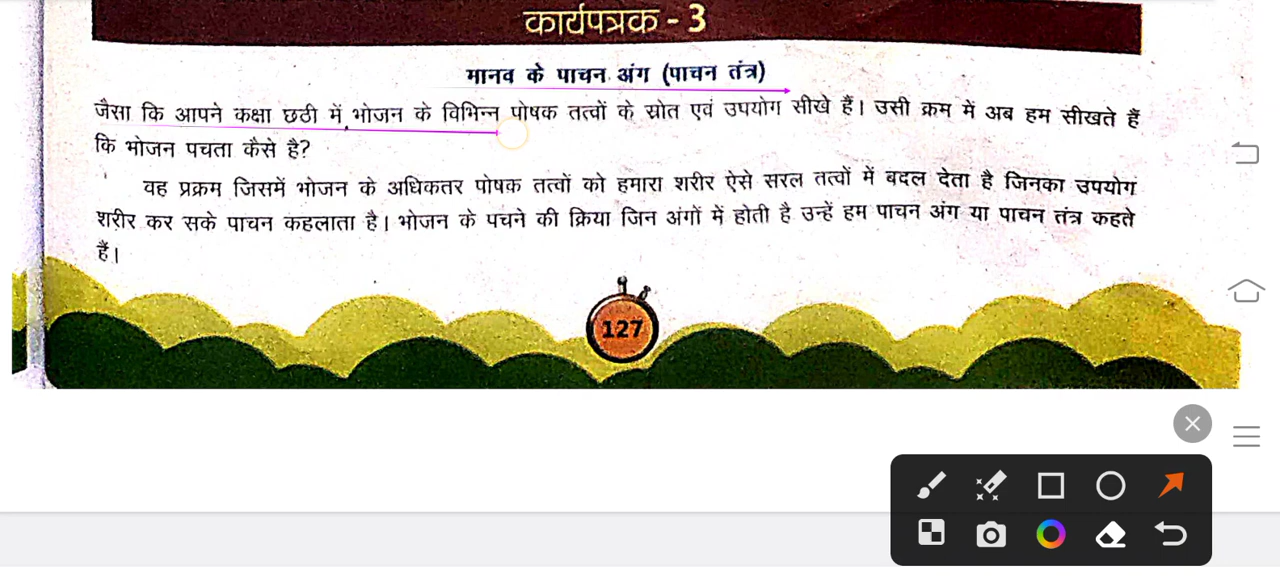 कार्यपत्रक - 3
मानव के पाचन अंग (पाचन तंत्र)
जैसा कि आपने कक्षा छठी में भोजन के विभिन्न पोषक तत्वों के स्रोत एवं उपयोग सीखे हैं। उसी क्रम में अब हम सीखते हैं
कि भोजन पचता कैसे है?
वह प्रक्रम जिसमें भोजन के अधिकतर पोषक तत्वों को हमारा शरीर ऐसे सरल तत्वों में बदल देता है जिनका उपयोग
शरीर कर सके पाचन कहलाता है। भोजन के पचने की क्रिया जिन अंगों में होती है उन्हें हम पाचन अंग या पाचन तंत्र कहते
हैं।
127